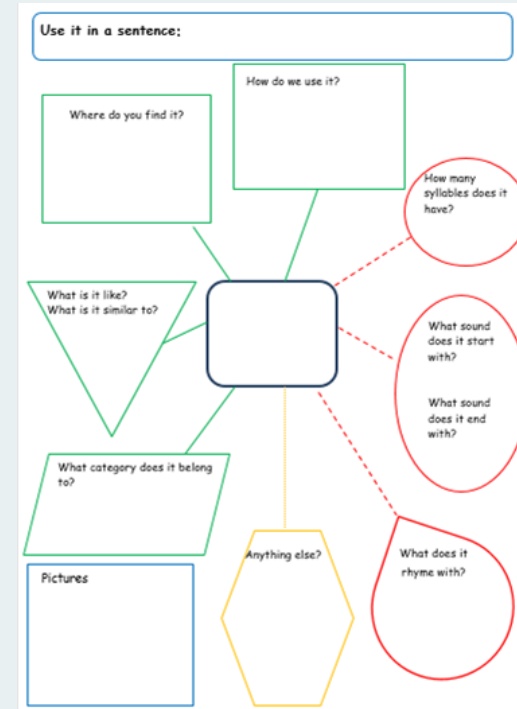 Use it in a sentence:
How do we use it?
Where do you find it?
How many
syllables does it
have?
What is it like?
What is it similar to?
What sound
does it start
with?
What sound
does it end
with?
What category does it belong
to?
Anything else?
What does it
rhyme with?
Pictures